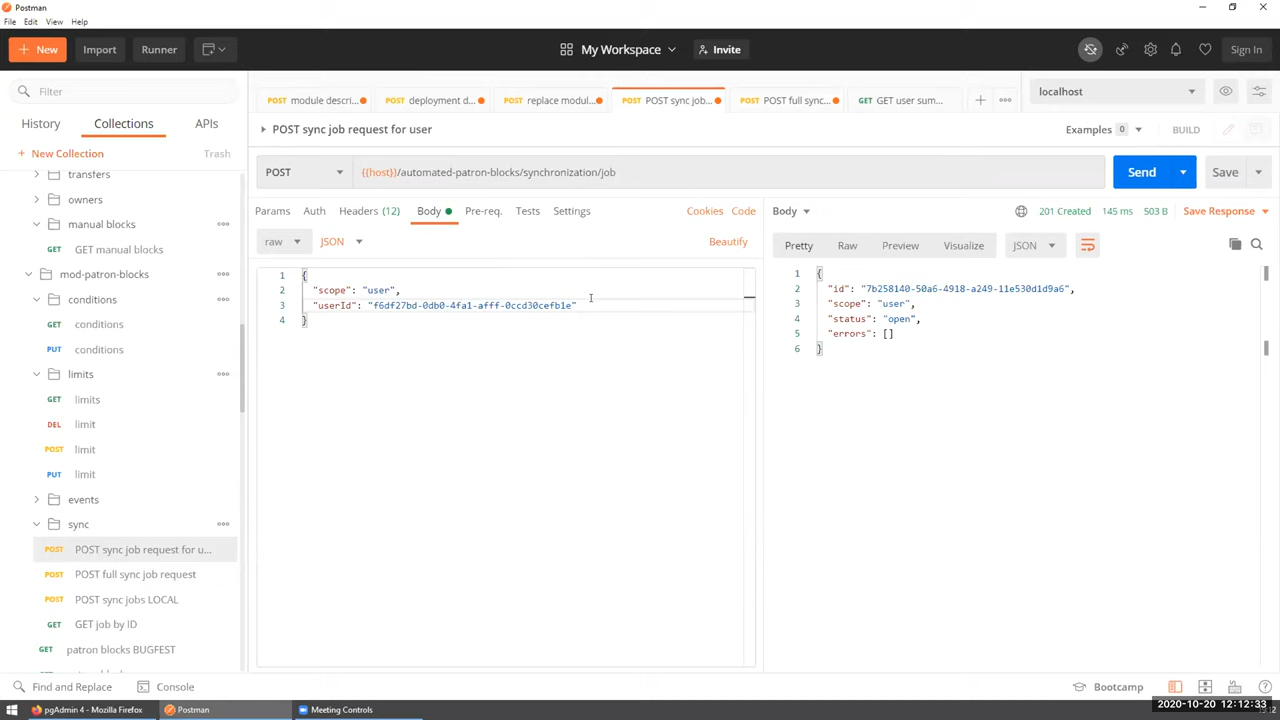 Postman
File Edit View Help
+ New Import Runner My Workspace Invite Sign In
Filter
History Collections APIs
+ New Collection Trash
transfers
owners
manual blocks
GET GET manual blocks
mod-patron-blocks
conditions
GET conditions
PUT conditions
limits
GET limits
DEL limit
POST limit
PUT limit
events
sync
POST POST sync job request for u...
POST POST full sync job request
POST POST sync jobs LOCAL
GET GET job by ID
GET patron blocks BUGFEST
POST module descri...
POST deployment d...
POST replace modul...
POST POST sync job...
POST POST full sync...
GET GET user sum...
localhost
POST sync job request for user
Examples 0 BUILD
POST {{host}}/automated-patron-blocks/synchronization/job Send Save
Params Auth Headers (12) Body Pre-req. Tests Settings Cookies Code
raw JSON Beautify
1 {
2 "scope": "user",
3 "userId": "f6df27bd-0db0-4fa1-afff-0ccd30cefb1e"
4 }
Body 201 Created 145 ms 503 B Save Response
Pretty Raw Preview Visualize JSON
1 {
2 "id": "7b258140-50a6-4918-a249-11e530d1d9a6",
3 "scope": "user",
4 "status": "open",
5 "errors": []
6 }
Find and Replace Console Bootcamp
pgAdmin 4 - Mozilla Firefox Postman Meeting Controls
2020-10-20 12:12:33